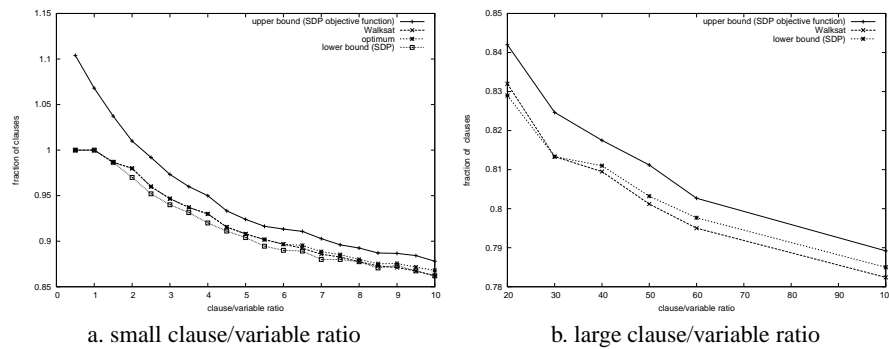 upper bound (SDP objective function)
Walksat
optimum
lower bound (SDP)
1.15
1.1
1.05
1
0.95
0.9
0.85
fraction of clauses
0 1 2 3 4 5 6 7 8 9 10
clause/variable ratio
a. small clause/variable ratio
upper bound (SDP objective function)
Walksat
lower bound (SDP)
0.85
0.84
0.83
0.82
0.81
0.8
0.79
0.78
fraction of clauses
20 30 40 50 60 70 80 90 100
clause/variable ratio
b. large clause/variable ratio